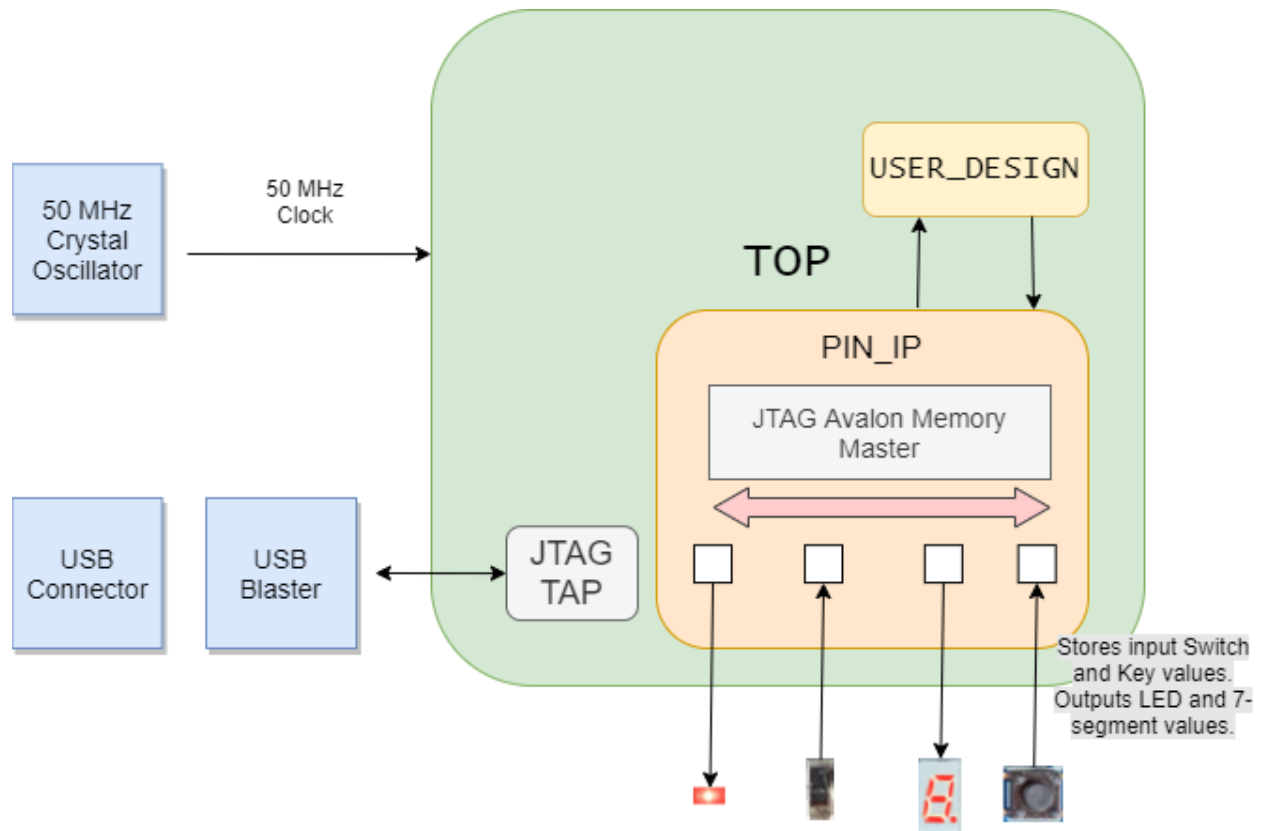 USER_DESIGN
50 MHz
Clock
50 MHz
Crystal
Oscillator
TOP
PIN_IP
JTAG Avalon Memory
Master
USB
Connector
USB
Blaster
JTAG
TAP
Stores input Switch
and Key values.
Outputs LED and 7-
segment values.